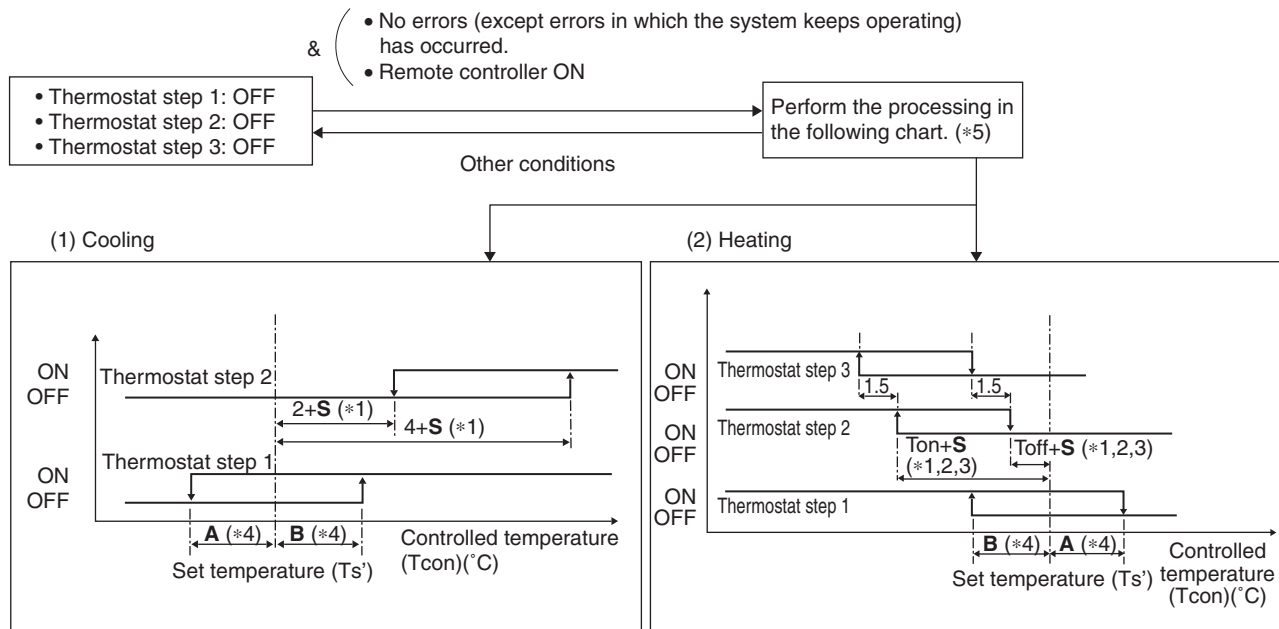 &
• No errors (except errors in which the system keeps operating)
has occurred.
• Remote controller ON
• Thermostat step 1: OFF
• Thermostat step 2: OFF
• Thermostat step 3: OFF
Perform the processing in
the following chart. (*5)
Other conditions
(1) Cooling
ON
OFF
Thermostat step 2
2+S (*1)
4+S (*1)
Thermostat step 1
ON
OFF
A (*4)
B (*4)
Controlled temperature
(Tcon)(˚C)
Set temperature (Ts’)
(2) Heating
ON
OFF
Thermostat step 3
1.5
1.5
ON
OFF
Thermostat step 2
Ton+S
(*1,2,3)
Toff+S (*1,2,3)
ON
OFF
Thermostat step 1
B (*4)
A (*4)
Set temperature (Ts’)
Controlled
temperature
(Tcon)(˚C)